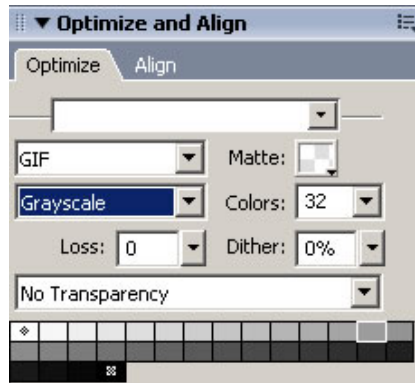 Optimize and Align
Optimize Align
GIF Matte:
Grayscale Colors: 32
Loss: 0 Dither: 0%
No Transparency